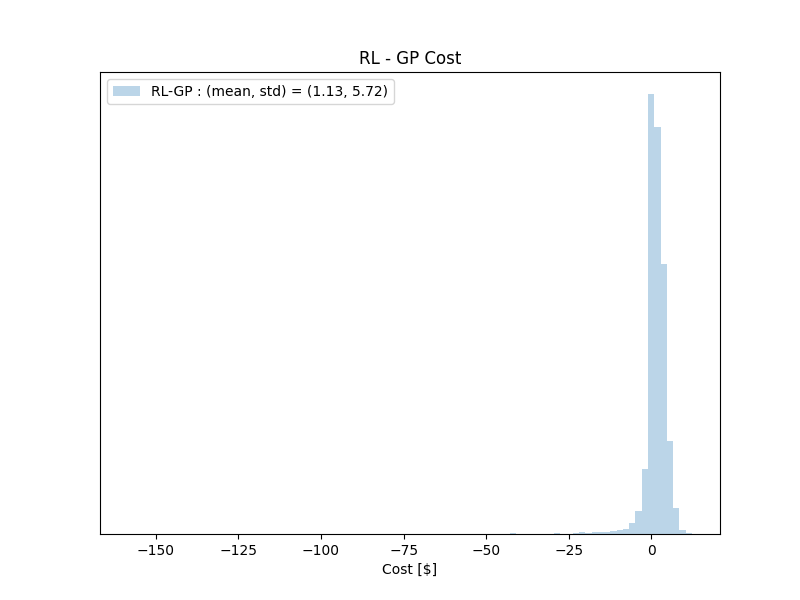 RL - GP Cost
RL-GP : (mean, std) = (1.13, 5.72)
−150 −125 −100 −75 −50 −25 0
Cost [$]